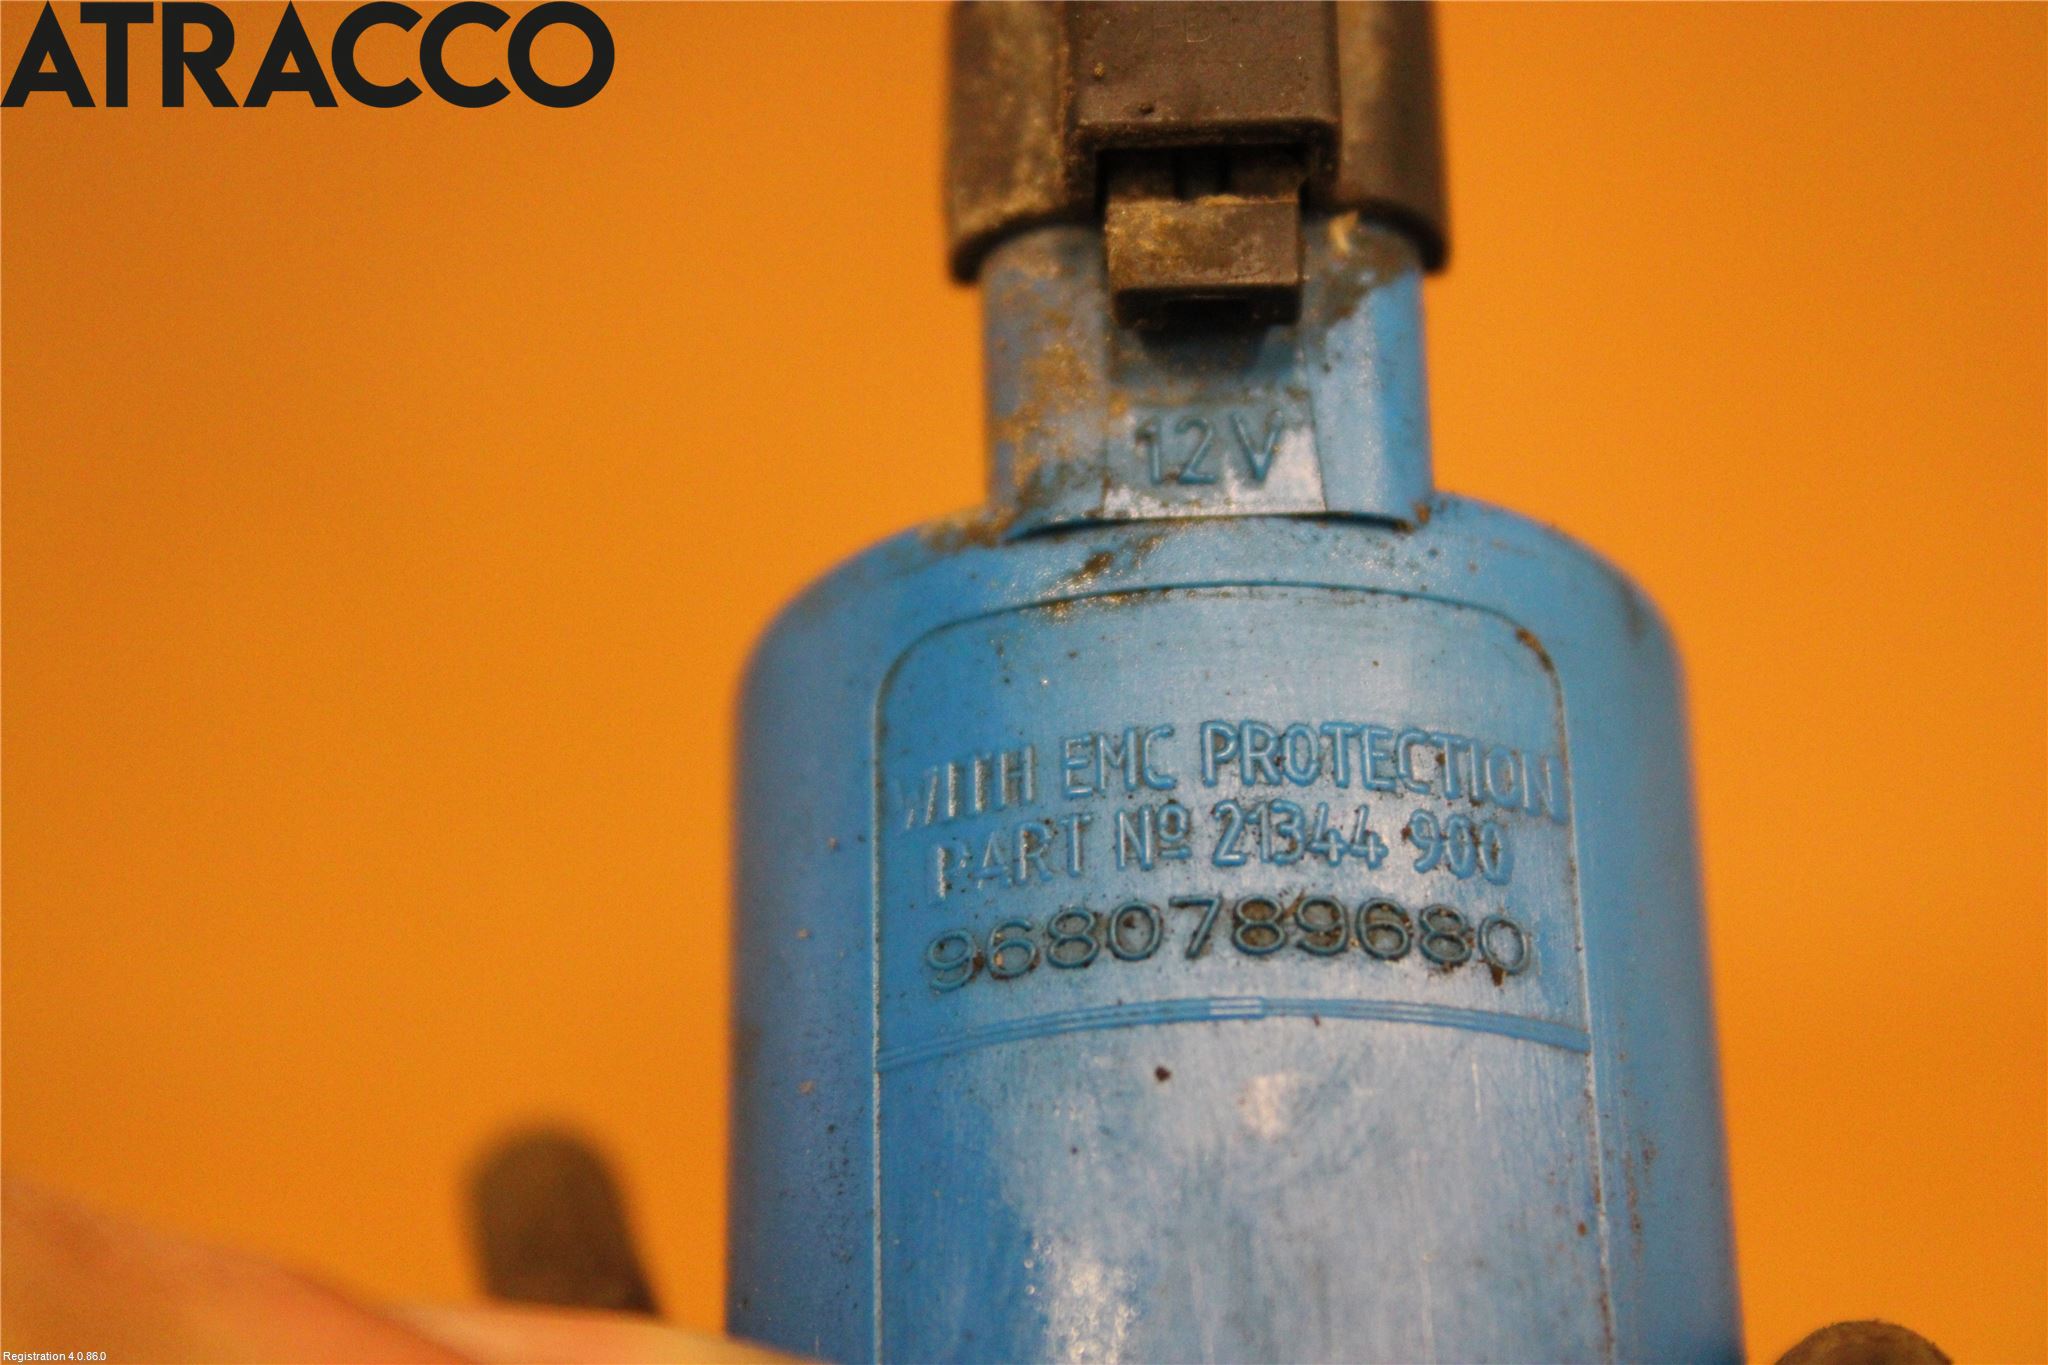 ATRACCO
12V
WITH EMC PROTECTION
PART Nº 21344 900
9680789680
Registration 4.0.86.0